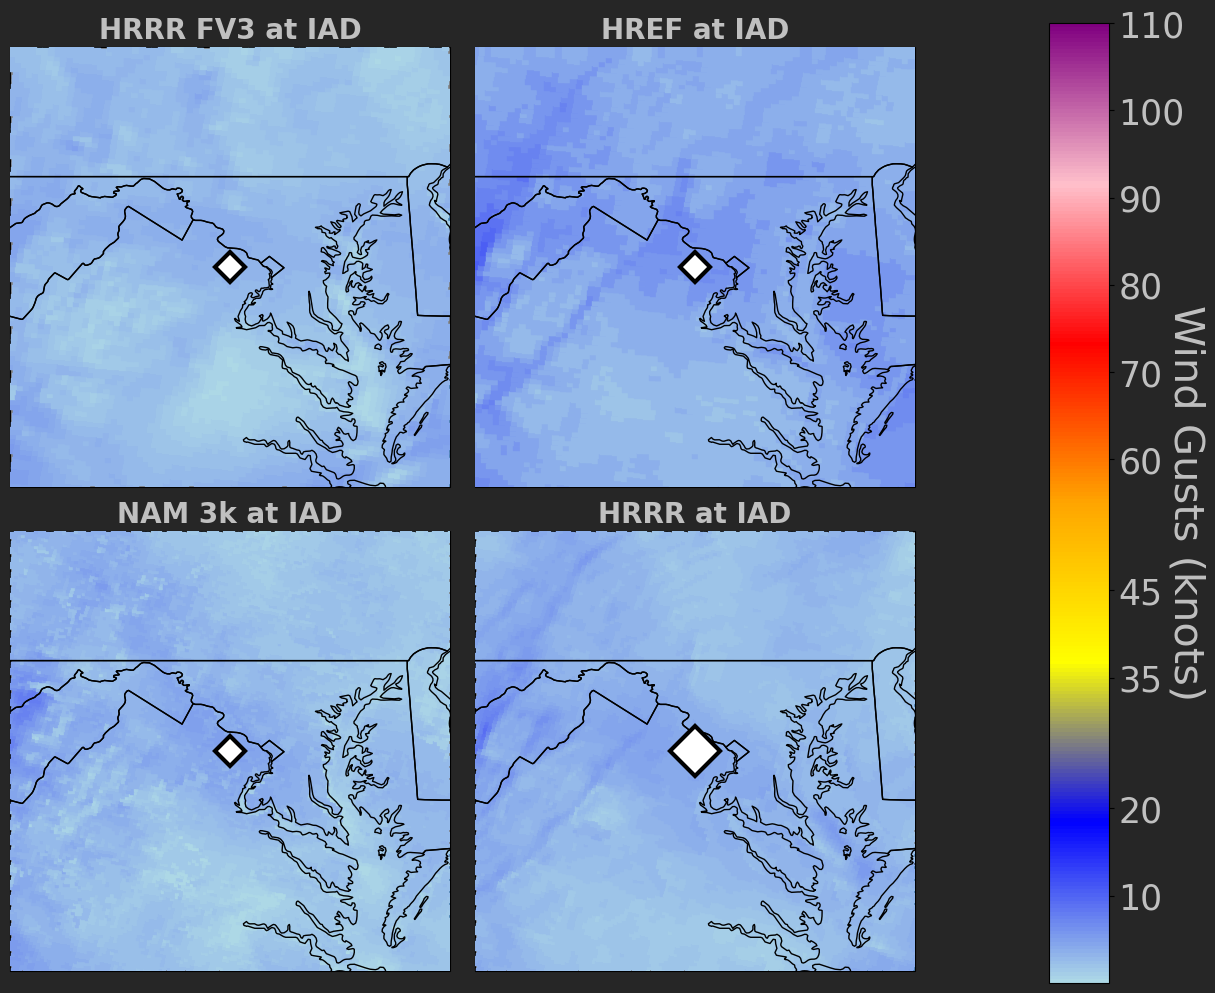 HRRR FV3 at IAD
HREF at IAD
NAM 3k at IAD
HRRR at IAD
110
100
90
80
70
60
45
35
20
10
Wind Gusts (knots)